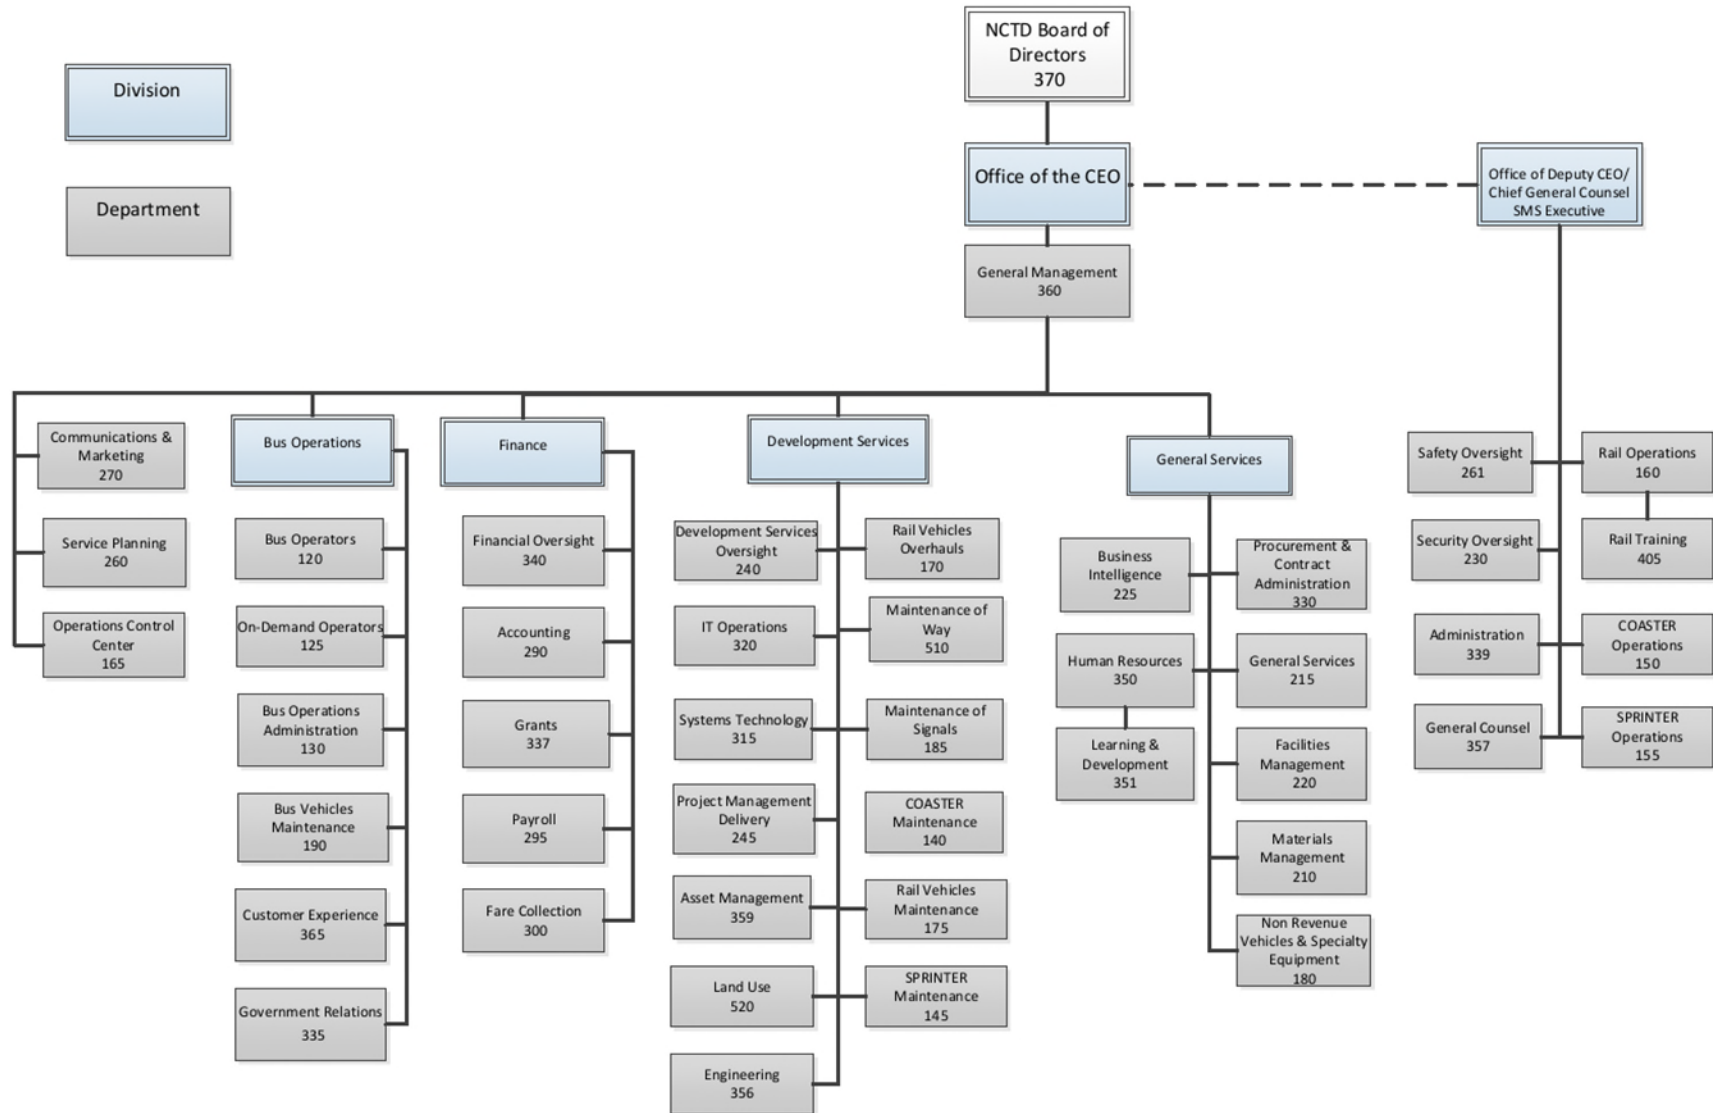 NCTD Board of
Directors
370
Division
Office of the CEO
Office of Deputy CEO/
Chief General Counsel
SMS Executive
Department
General Management
360
Communications &
Marketing
270
Service Planning
260
Operations Control
Center
165
Bus Operations
Bus Operators
120
On-Demand Operators
125
Bus Operations
Administration
130
Bus Vehicles
Maintenance
190
Customer Experience
365
Government Relations
335
Finance
Financial Oversight
340
Accounting
290
Grants
337
Payroll
295
Fare Collection
300
Development Services
Development Services
Oversight
240
IT Operations
320
Systems Technology
315
Project Management
Delivery
245
Asset Management
359
Land Use
520
Engineering
356
Rail Vehicles
Overhauls
170
Maintenance of
Way
510
Maintenance of
Signals
185
COASTER
Maintenance
140
Rail Vehicles
Maintenance
175
SPRINTER
Maintenance
145
General Services
Business
Intelligence
225
Human Resources
350
Learning &
Development
351
Procurement &
Contract
Administration
330
General Services
215
Facilities
Management
220
Materials
Management
210
Non Revenue
Vehicles & Specialty
Equipment
180
Safety Oversight
261
Security Oversight
230
Administration
339
General Counsel
357
Rail Operations
160
Rail Training
405
COASTER
Operations
150
SPRINTER
Operations
155